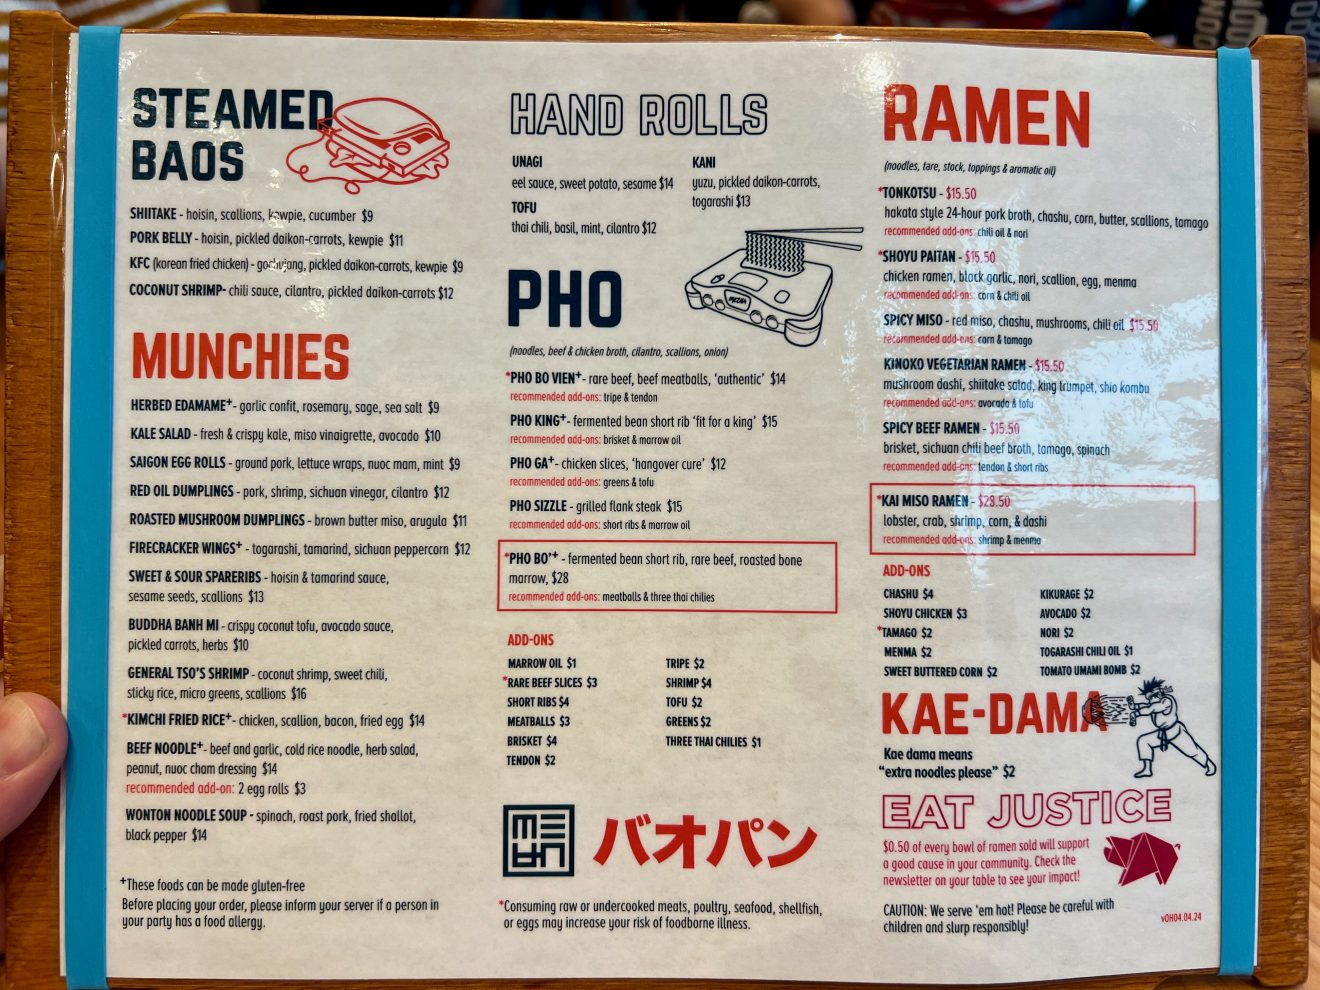 STEAMED
BAOS
SHIITAKE - hoisin, scallions, kewpie, cucumber $9
PORK BELLY - hoisin, pickled daikon-carrots, kewpie $11
KFC (korean fried chicken) - gochujang, pickled daikon-carrots, kewpie $9
COCONUT SHRIMP- chili sauce, cilantro, pickled daikon-carrots $12
MUNCHIES
HERBED EDAMAME+- garlic confit, rosemary, sage, sea salt $9
KALE SALAD - fresh & crispy kale, miso vinaigrette, avocado $10
SAIGON EGG ROLLS - ground pork, lettuce wraps, nuoc mam, mint $9
RED OIL DUMPLINGS - pork, shrimp, sichuan vinegar, cilantro $12
ROASTED MUSHROOM DUMPLINGS - brown butter miso, arugula $11
FIRECRACKER WINGS+ - togarashi, tamarind, sichuan peppercorn $12
SWEET & SOUR SPARERIBS - hoisin & tamarind sauce,
sesame seeds, scallions $13
BUDDHA BANH MI - crispy coconut tofu, avocado sauce,
pickled carrots, herbs $10
GENERAL TSO'S SHRIMP - coconut shrimp, sweet chili,
sticky rice, micro greens, scallions $16
*KIMCHI FRIED RICE+- chicken, scallion, bacon, fried egg $14
BEEF NOODLE+- beef and garlic, cold rice noodle, herb salad,
peanut, nuoc cham dressing $14
recommended add-on: 2 egg rolls $3
WONTON NOODLE SOUP - spinach, roast pork, fried shallot,
black pepper $14
+These foods can be made gluten-free
Before placing your order, please inform your server if a person in
your party has a food allergy.
HAND ROLLS
UNAGI
eel sauce, sweet potato, sesame $14
TOFU
thai chili, basil, mint, cilantro $12
KANI
yuzu, pickled daikon-carrots,
togarashi $13
PHO
(noodles, beef & chicken broth, cilantro, scallions, onion)
*PHO BO VIEN+- rare beef, beef meatballs, 'authentic' $14
recommended add-ons: tripe & tendon
PHO KING+- fermented bean short rib 'fit for a king' $15
recommended add-ons: brisket & marrow oil
PHO GA+- chicken slices, 'hangover cure' $12
recommended add-ons: greens & tofu
PHO SIZZLE - grilled flank steak $15
recommended add-ons: short ribs & marrow oil
*PHO BO'+ - fermented bean short rib, rare beef, roasted bone
marrow, $28
recommended add-ons: meatballs & three thai chilies
ADD-ONS
MARROW OIL $1
*RARE BEEF SLICES $3
SHORT RIBS $4
MEATBALLS $3
BRISKET $4
TENDON $2
TRIPE $2
SHRIMP $4
TOFU $2
GREENS $2
THREE THAI CHILIES $1
バオパン
*Consuming raw or undercooked meats, poultry, seafood, shellfish,
or eggs may increase your risk of foodborne illness.
RAMEN
(noodles, tare, stock, toppings & aromatic oil)
*TONKOTSU - $15.50
hakata style 24-hour pork broth, chashu, corn, butter, scallions, tamago
recommended add-ons: chili oil & nori
*SHOYU PAITAN - $15.50
chicken ramen, black garlic, nori, scallion, egg, menma
recommended add-ons: corn & chili oil
SPICY MISO - red miso, chashu, mushrooms, chili oil $15.50
recommended add-ons: corn & tamago
KINOKO VEGETARIAN RAMEN - $15.50
mushroom dashi, shiitake salad, king trumpet, shio kombu
recommended add-ons: avocado & tofu
SPICY BEEF RAMEN - $15.50
brisket, sichuan chili beef broth, tamago, spinach
recommended add-ons: tendon & short ribs
*KAI MISO RAMEN - $28.50
lobster, crab, shrimp, corn, & dashi
recommended add-ons: shrimp & menma
ADD-ONS
CHASHU $4
SHOYU CHICKEN $3
*TAMAGO $2
MENMA $2
SWEET BUTTERED CORN $2
KIKURAGE $2
AVOCADO $2
NORI $2
TOGARASHI CHILI OIL $1
TOMATO UMAMI BOMB $2
KAE-DAMA
Kae dama means
"extra noodles please" $2
EAT JUSTICE
$0.50 of every bowl of ramen sold will support
a good cause in your community. Check the
newsletter on your table to see your impact!
CAUTION: We serve 'em hot! Please be careful with
children and slurp responsibly!
vOH04.04.24